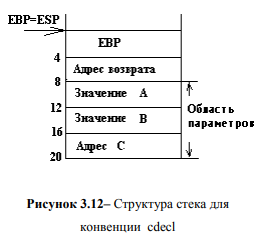 EBP=ESP
EBP
4
Адрес возврата
8
Значение А
12
Значение В
16
Адрес С
20
Область
параметров
Рисунок 3.12– Структура стека для
конвенции cdecl